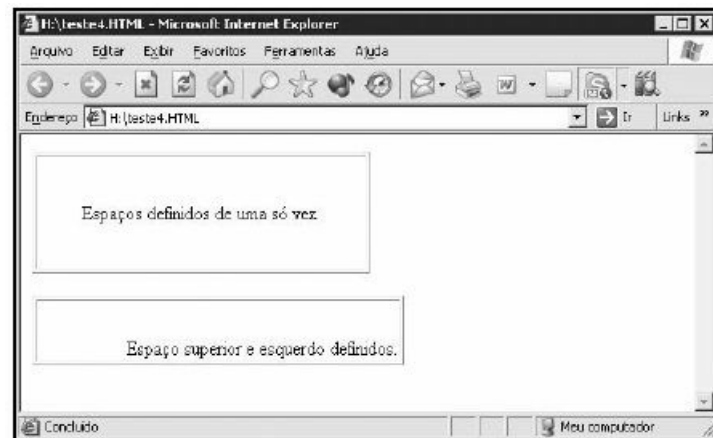 H:\teste4.HTML - Microsoft Internet Explorer
Arquivo Editar Exibir Favoritos Ferramentas Ajuda
Endereço H:\teste4.HTML Ir Links »
Espaços definidos de uma só vez
Espaço superior e esquerdo definidos.
Concluído Meu computador